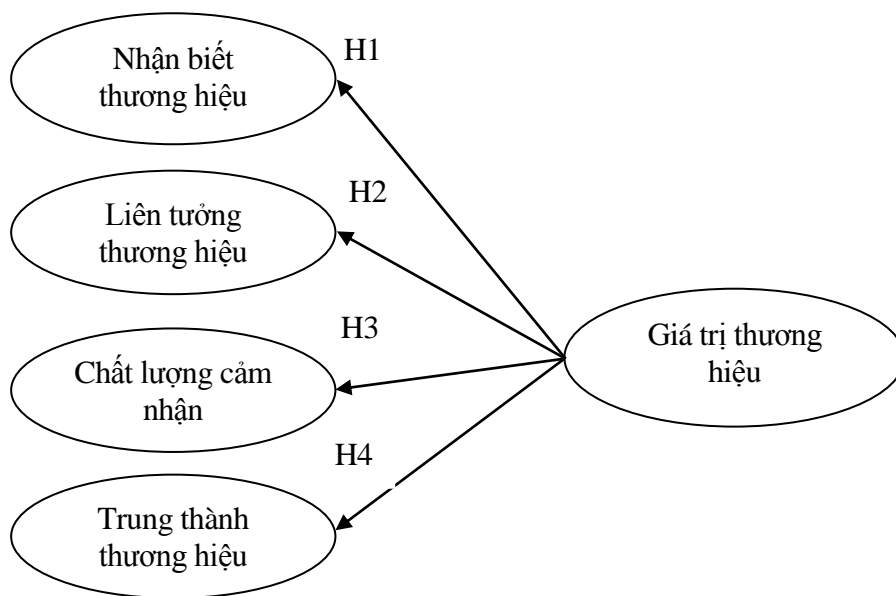 H1
Nhận biết
thương hiệu
H2
Liên tưởng
thương hiệu
H3
Chất lượng cảm
nhận
H4
Trung thành
thương hiệu
Giá trị thương
hiệu